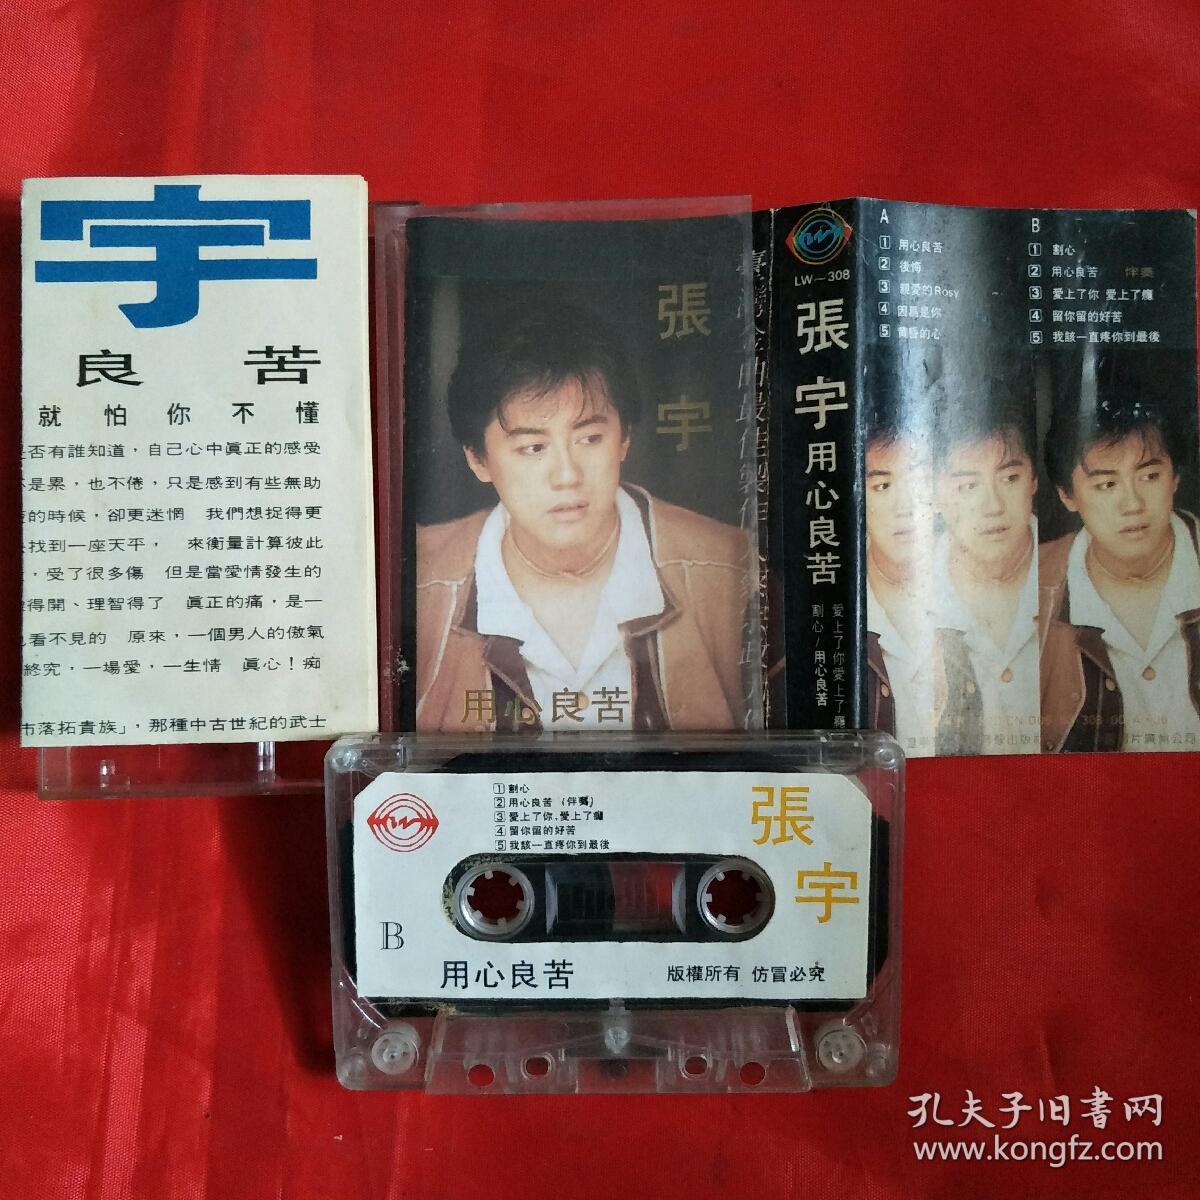 宇
良 苦
就怕你不懂
否有誰知道，自己心中眞正的感受
是累，也不倦，只是感到有些無助
的時候，卻更迷惘 我們想捉得更
找到一座天平， 來衡量計算彼此
，受了很多傷 但是當愛情發生的
得開、理智得了 眞正的痛，是一
看不見的 原來，一個男人的傲氣
終究，一場愛，一生情 眞心！痴
市落拓貴族」，那種中古世紀的武士
張宇
用心良苦
臺灣金曲最佳製作人
LW—308
張宇 用心良苦
愛上了你愛上了癮
割心/用心良苦
A
1 用心良苦
2 後悔
3 親愛的Rosy
4 因爲是你
5 黄昏的心
B
1 割心
2 用心良苦 伴奏
3 愛上了你 愛上了癮
4 留你留的好苦
5 我該一直疼你到最後
1 割心
2 用心良苦 (伴奏)
3 愛上了你，愛上了癮
4 留你留的好苦
5 我該一直疼你到最後
張宇
B
用心良苦
版權所有 仿冒必究
孔夫子旧書网
www.kongfz.com